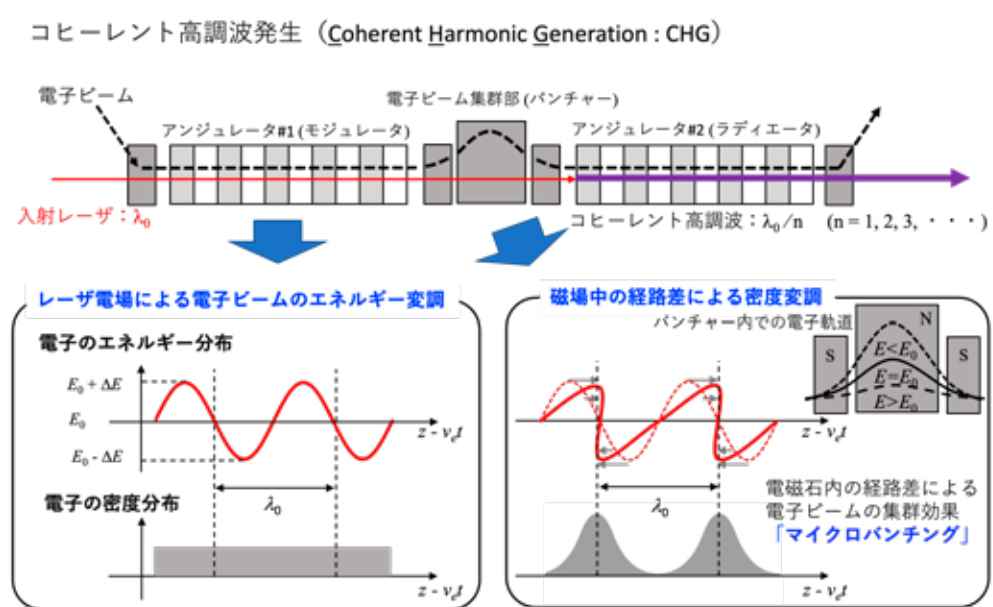 コヒーレント高調波発生（Coherent Harmonic Generation : CHG）
電子ビーム
電子ビーム集群部 (バンチャー)
アンジュレータ#1 (モジュレータ)
アンジュレータ#2 (ラディエータ)
入射レーザ：λ0
コヒーレント高調波：λ0/n (n = 1, 2, 3, ・・・)
レーザ電場による電子ビームのエネルギー変調
電子のエネルギー分布
E0 + ΔE
E0
E0 - ΔE
z - vet
λ0
電子の密度分布
z - vet
磁場中の経路差による密度変調
バンチャー内での電子軌道
N
S
S
E<E0
E=E0
E>E0
z - vet
λ0
電磁石内の経路差による
電子ビームの集群効果
「マイクロバンチング」
z - vet